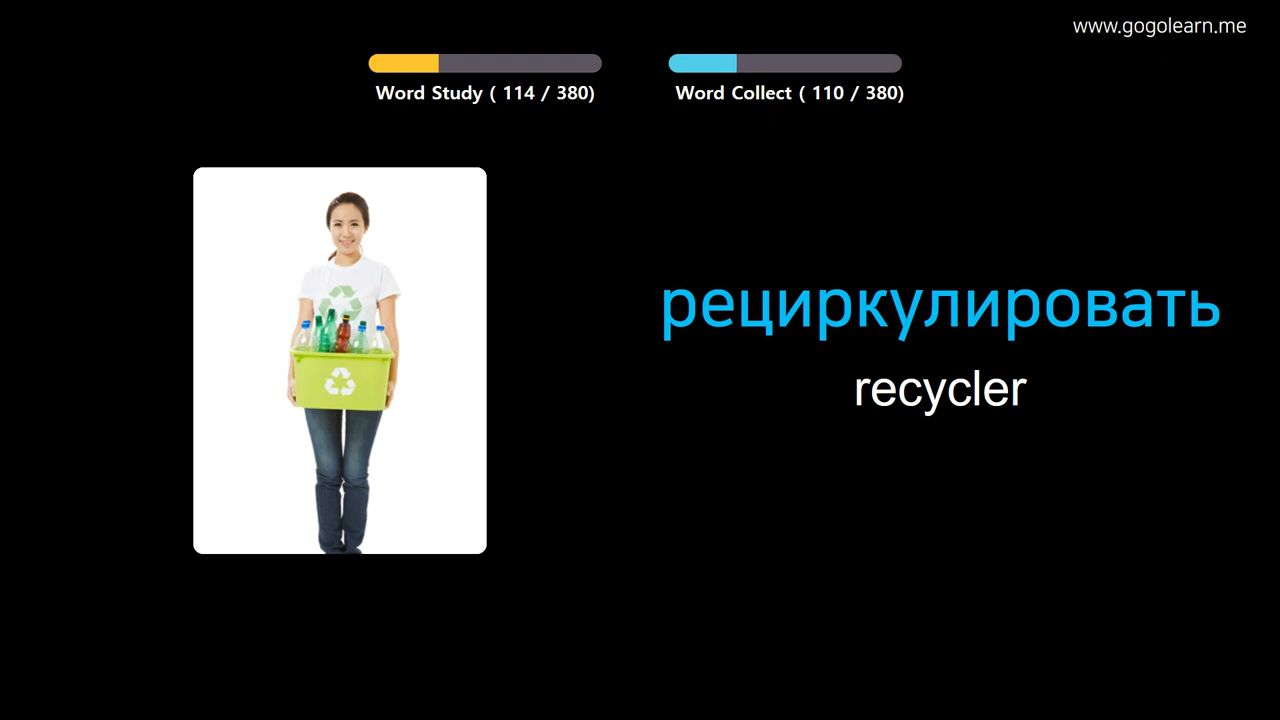 www.gogolearn.me
Word Study ( 114 / 380)
Word Collect ( 110 / 380)
рециркулировать
recycler